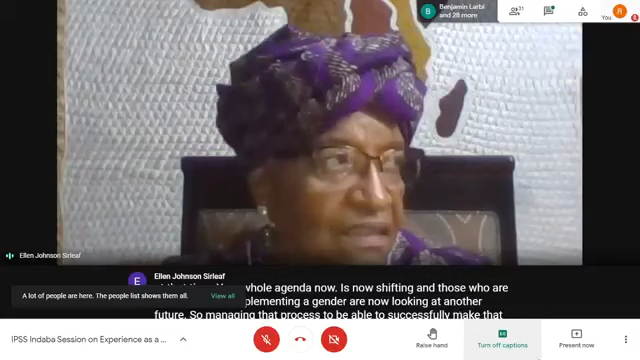 Benjamin Larbi
and 28 more
31
You
Ellen Johnson Sirleaf
Ellen Johnson Sirleaf
whole agenda now. Is now shifting and those who are
plementing a gender are now looking at another
future. So managing that process to be able to successfully make that
A lot of people are here. The people list shows them all.
View all
IPSS Indaba Session on Experience as a ...
Raise hand
Turn off captions
Present now